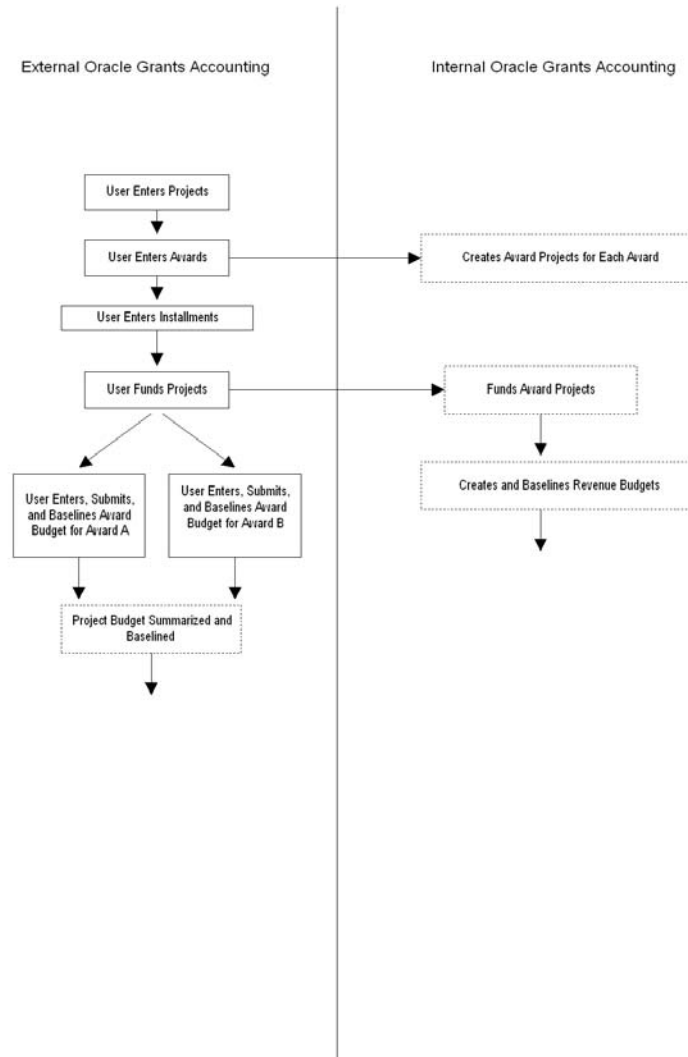 External Oracle Grants Accounting
Internal Oracle Grants Accounting
User Enters Projects
User Enters Awards
Creates Award Projects for Each Award
User Enters Installments
User Funds Projects
Funds Award Projects
User Enters, Submits,
and Baselines Award
Budget for Award A
User Enters, Submits,
and Baselines Award
Budget for Award B
Creates and Baselines Revenue Budgets
Project Budget Summarized and
Baselined